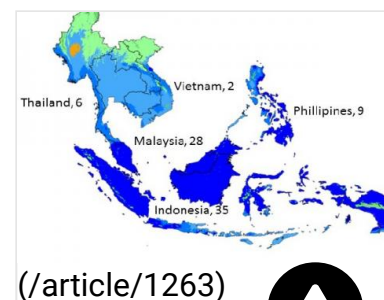 Vietnam, 2
Thailand, 6
Phillipines, 9
Malaysia, 28
Indonesia, 35
(/article/1263)